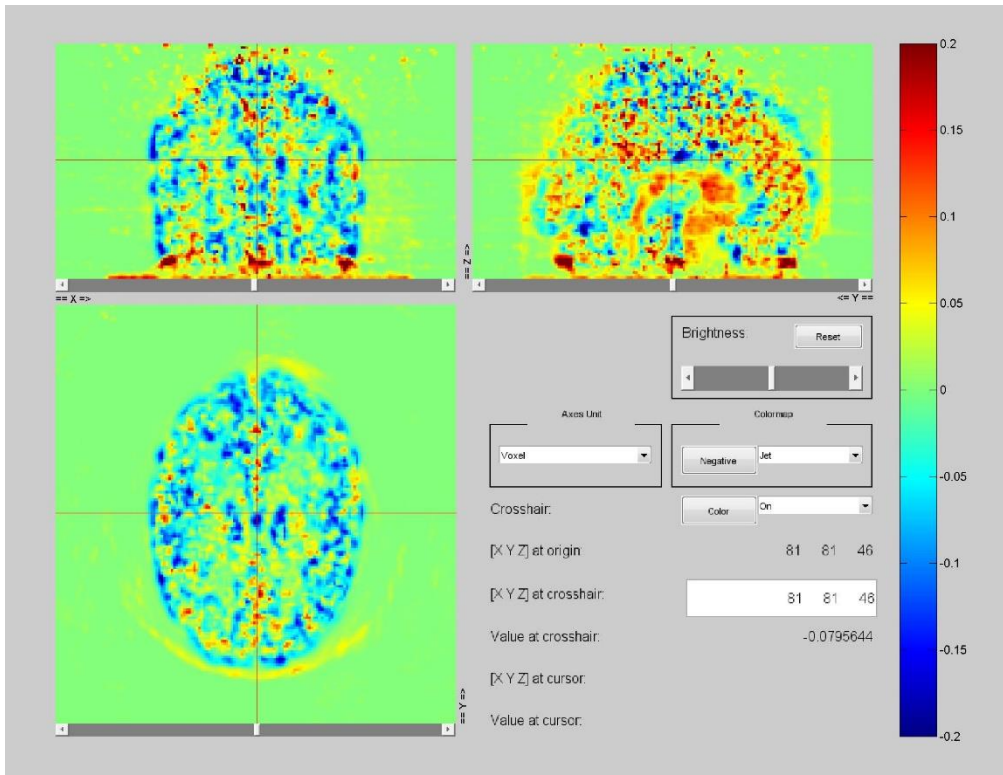 0.2
0.15
0.1
0.05
0
-0.05
-0.1
-0.15
-0.2
== Z =>
== X =>
<= Y ==
== Y =>
Brightness:
Reset
Axes Unit
Voxel
Colormap
Negative
Jet
Crosshair:
Color
On
[X Y Z] at origin:
81 81 46
[X Y Z] at crosshair:
81 81 46
Value at crosshair:
-0.0795644
[X Y Z] at cursor:
Value at cursor: